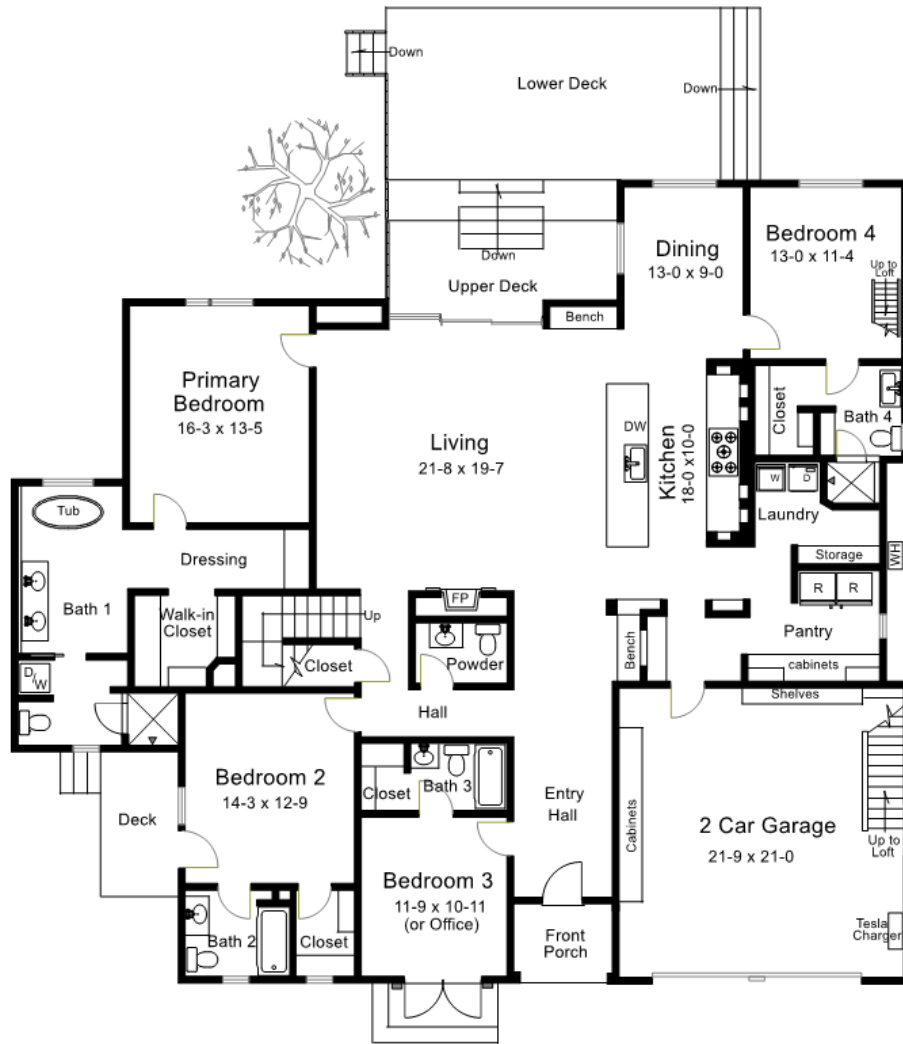 Down
Lower Deck
Down
Down
Upper Deck
Bench
Dining
13-0 x 9-0
Bedroom 4
13-0 x 11-4
Up to
Loft
Primary
Bedroom
16-3 x 13-5
Living
21-8 x 19-7
DW
Kitchen
18-0 x10-0
Closet
Bath 4
W
D
Laundry
Storage
WH
R
R
Pantry
cabinets
Tub
Dressing
Bath 1
Walk-in
Closet
D/W
Up
Closet
FP
Powder
Hall
Bench
Shelves
Bedroom 2
14-3 x 12-9
Deck
Closet
Bath 3
Entry
Hall
Cabinets
2 Car Garage
21-9 x 21-0
Up to
Loft
Tesla
Charger
Bedroom 3
11-9 x 10-11
(or Office)
Front
Porch
Bath 2
Closet